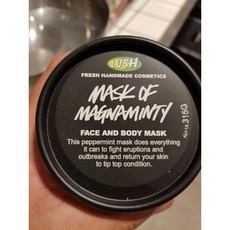 LUSH
FRESH HANDMADE COSMETICS
MASK OF
MAGNAMINTY
FACE AND BODY MASK
This peppermint mask does everything
it can to fight eruptions and
outbreaks and return your skin
to tip top condition.
315G